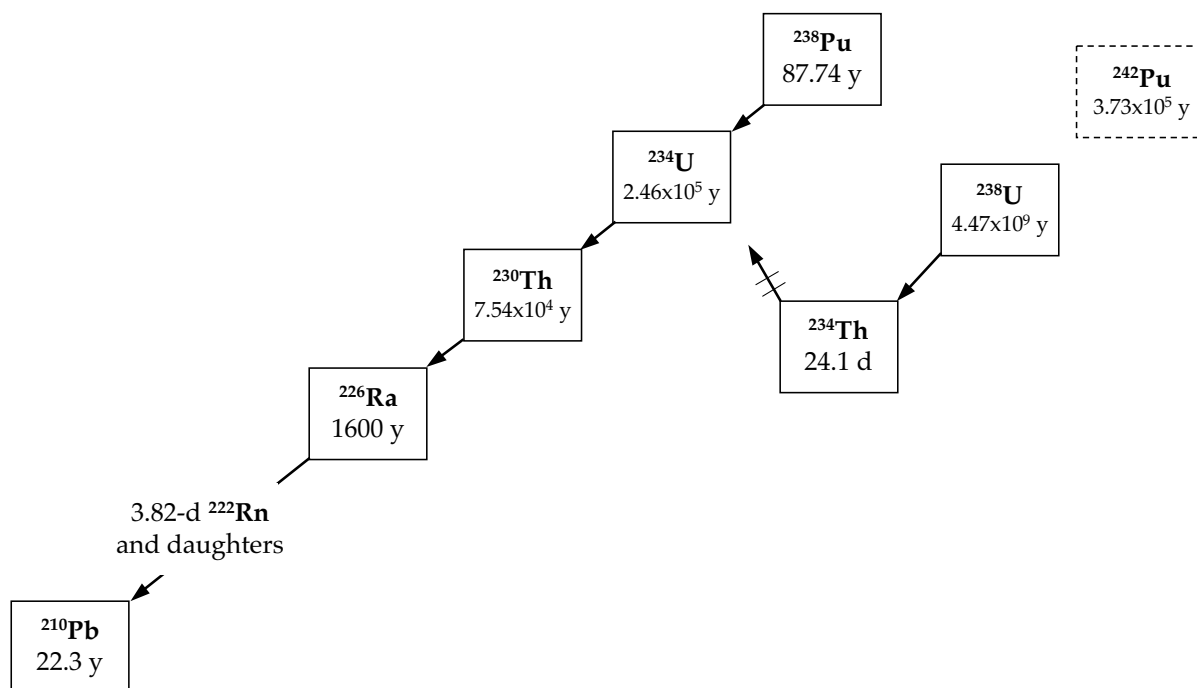 ²³⁸Pu
87.74 y
²⁴²Pu
3.73x10⁵ y
²³⁴U
2.46x10⁵ y
²³⁸U
4.47x10⁹ y
²³⁰Th
7.54x10⁴ y
²³⁴Th
24.1 d
²²⁶Ra
1600 y
3.82-d ²²²Rn
and daughters
²¹⁰Pb
22.3 y